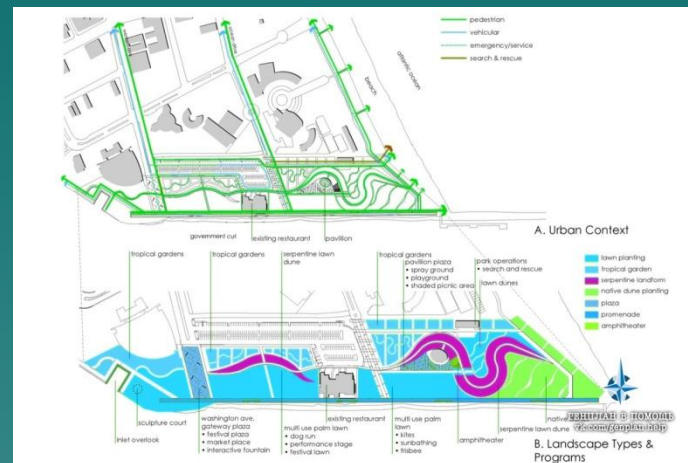 pedestrian
vehicular
emergency/service
search & rescue
atlantic ocean
beach
government cut
existing restaurant
pavilion
A. Urban Context
tropical gardens
tropical gardens
serpentine lawn
dune
tropical gardens
pavilion plaza
• spray ground
• playground
• shaded picnic area
park operations
• search and rescue
lawn dunes
lawn planting
tropical garden
serpentine landform
native dune planting
plaza
promenade
amphitheater
sculpture court
inlet overlook
washington ave.
gateway plaza
• festival plaza
• market place
• interactive fountain
multi use palm
lawn
• dog run
• performance stage
• festival lawn
existing restaurant
multi use palm
lawn
• kites
• sunbathing
• frisbee
amphitheater
native
serpentine lawn dune
ГЕНПЛАН В ПОМОЩЬ
vk.com/genplan.help
B. Landscape Types &
Programs